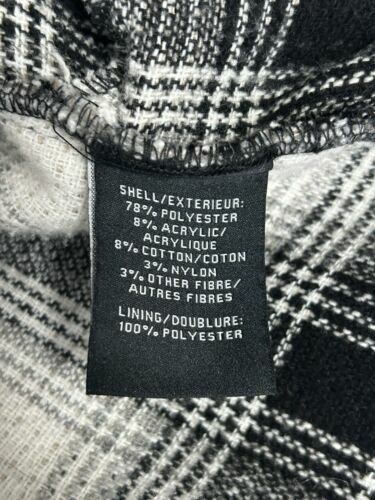 SHELL/EXTERIEUR:
78% POLYESTER
8% ACRYLIC/
ACRYLIQUE
8% COTTON/COTON
3% NYLON
3% OTHER FIBRE/
AUTRES FIBRES
LINING/DOUBLURE:
100% POLYESTER